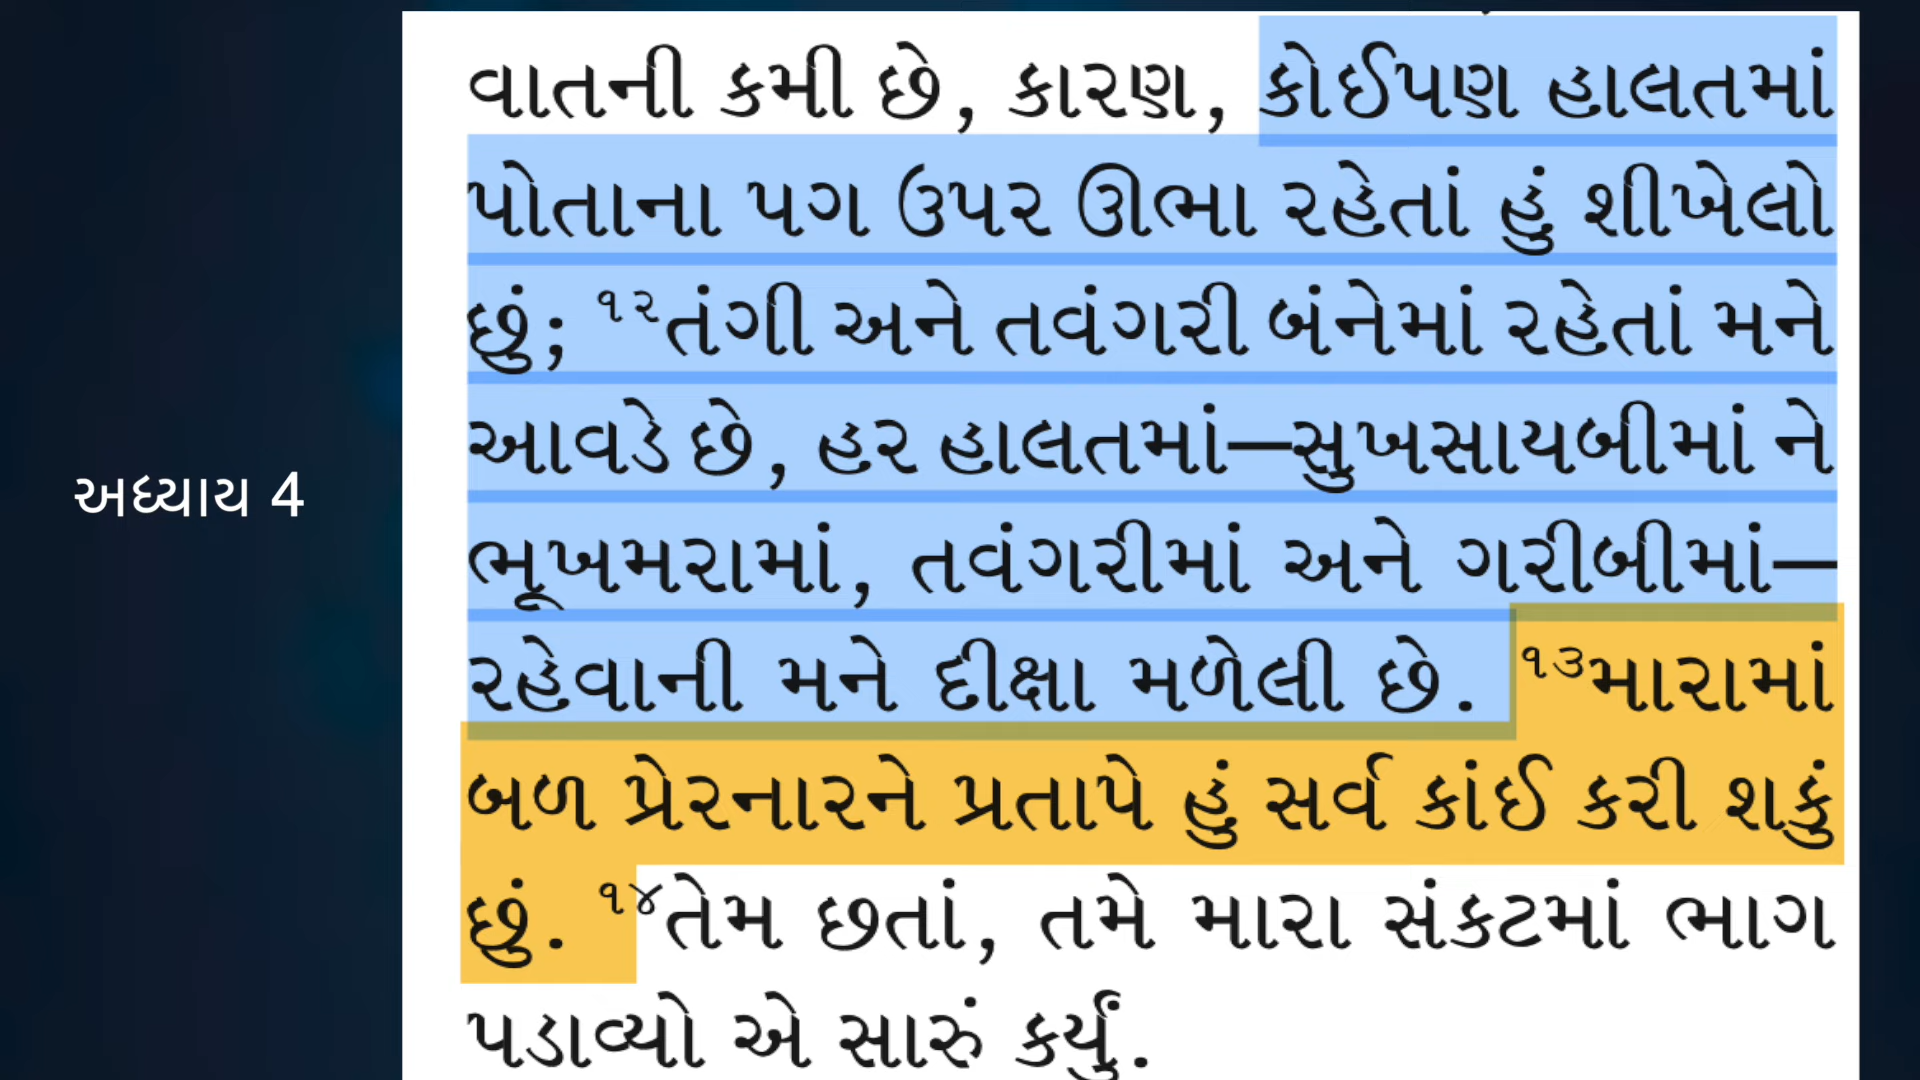 અધ્યાય 4
વાતની કમી છે, કારણ, કોઈપણ હાલતમાં
પોતાના પગ ઉપર ઊભા રહેતાં હું શીખેલો
છું; ૧૨તંગી અને તવંગરી બંનેમાં રહેતાં મને
આવડે છે, હર હાલતમાં—સુખસાયબીમાં ને
ભૂખમરામાં, તવંગરીમાં અને ગરીબીમાં—
રહેવાની મને દીક્ષા મળેલી છે. ૧૩મારામાં
બળ પ્રેરનારને પ્રતાપે હું સર્વ કાંઈ કરી શકું
છું. ૧૪તેમ છતાં, તમે મારા સંકટમાં ભાગ
પડાવ્યો એ સારું કર્યું.